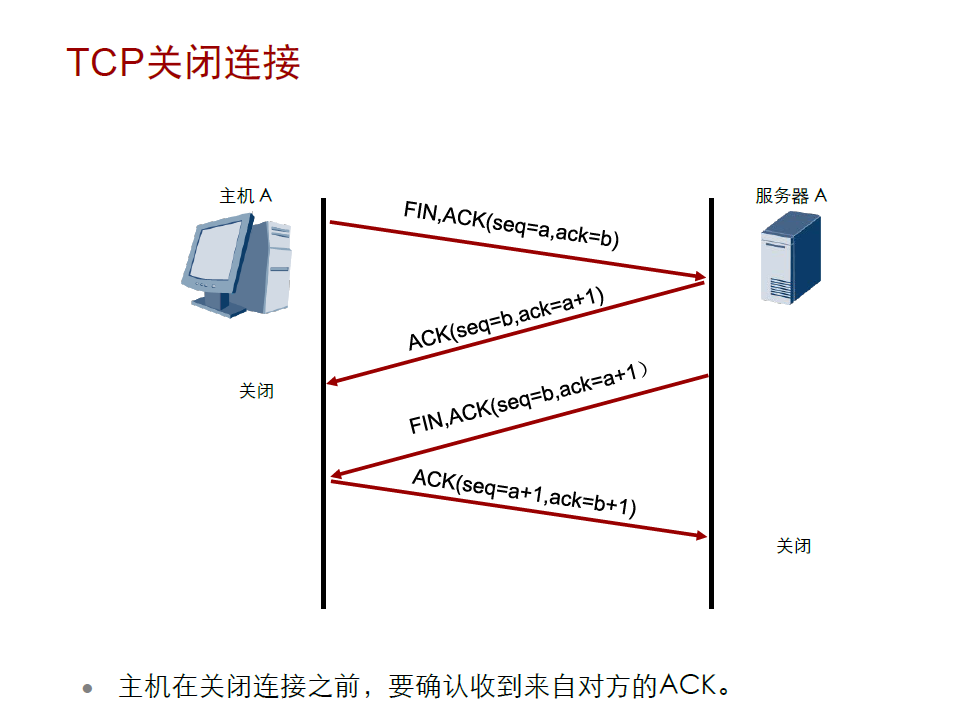 TCP关闭连接
主机 A
服务器 A
FIN,ACK(seq=a,ack=b)
ACK(seq=b,ack=a+1)
关闭
FIN,ACK(seq=b,ack=a+1）
ACK(seq=a+1,ack=b+1)
关闭
● 主机在关闭连接之前，要确认收到来自对方的ACK。